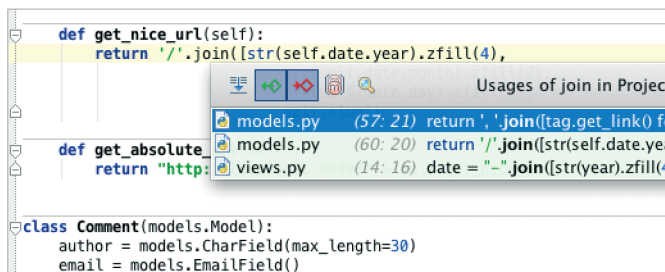 def get_nice_url(self):
return '/'.join([str(self.date.year).zfill(4),
Usages of join in Projec
models.py (57: 21) return ', '.join([tag.get_link() f
models.py (60: 20) return '/'.join([str(self.date.ye
views.py (14: 16) date = "-".join([str(year).zfill(4
def get_absolute_
return "http:
class Comment(models.Model):
author = models.CharField(max_length=30)
email = models.EmailField()